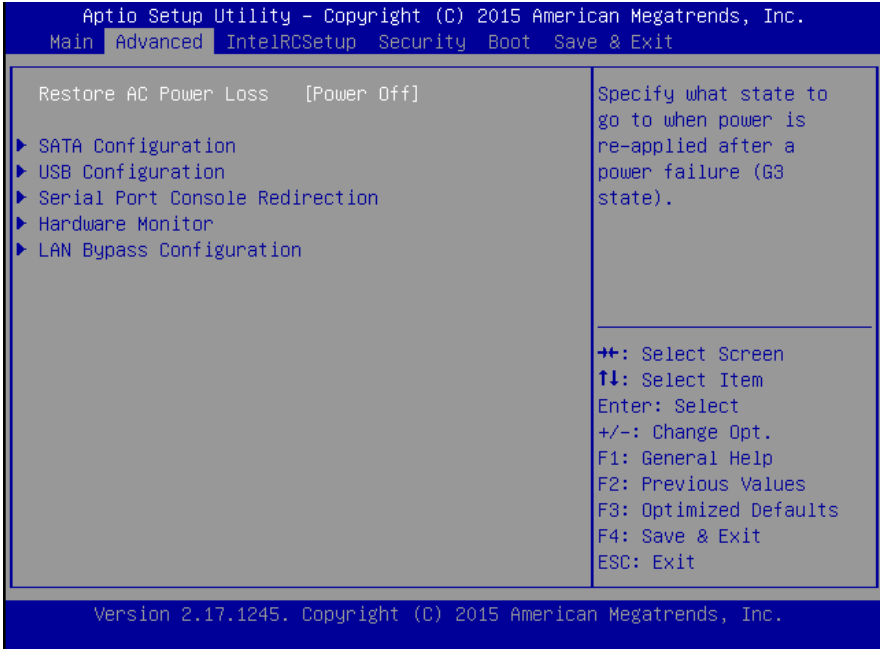 Aptio Setup Utility – Copyright (C) 2015 American Megatrends, Inc.
Main Advanced IntelRCSetup Security Boot Save & Exit
Restore AC Power Loss [Power Off]
▶ SATA Configuration
▶ USB Configuration
▶ Serial Port Console Redirection
▶ Hardware Monitor
▶ LAN Bypass Configuration
Specify what state to
go to when power is
re-applied after a
power failure (G3
state).
→←: Select Screen
↑↓: Select Item
Enter: Select
+/-: Change Opt.
F1: General Help
F2: Previous Values
F3: Optimized Defaults
F4: Save & Exit
ESC: Exit
Version 2.17.1245. Copyright (C) 2015 American Megatrends, Inc.